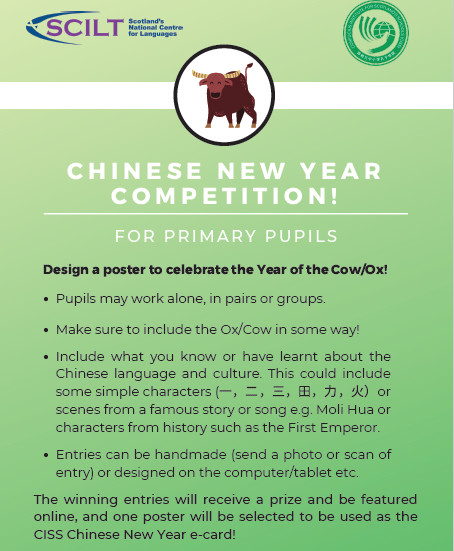 SCILT Scotland's
National Centre
for Languages
CHINESE NEW YEAR
COMPETITION!
FOR PRIMARY PUPILS
Design a poster to celebrate the Year of the Cow/Ox!
• Pupils may work alone, in pairs or groups.
• Make sure to include the Ox/Cow in some way!
• Include what you know or have learnt about the
Chinese language and culture. This could include
some simple characters (一，二，三，田，力，火）or
scenes from a famous story or song e.g. Moli Hua or
characters from history such as the First Emperor.
• Entries can be handmade (send a photo or scan of
entry) or designed on the computer/tablet etc.
The winning entries will receive a prize and be featured
online, and one poster will be selected to be used as the
CISS Chinese New Year e-card!